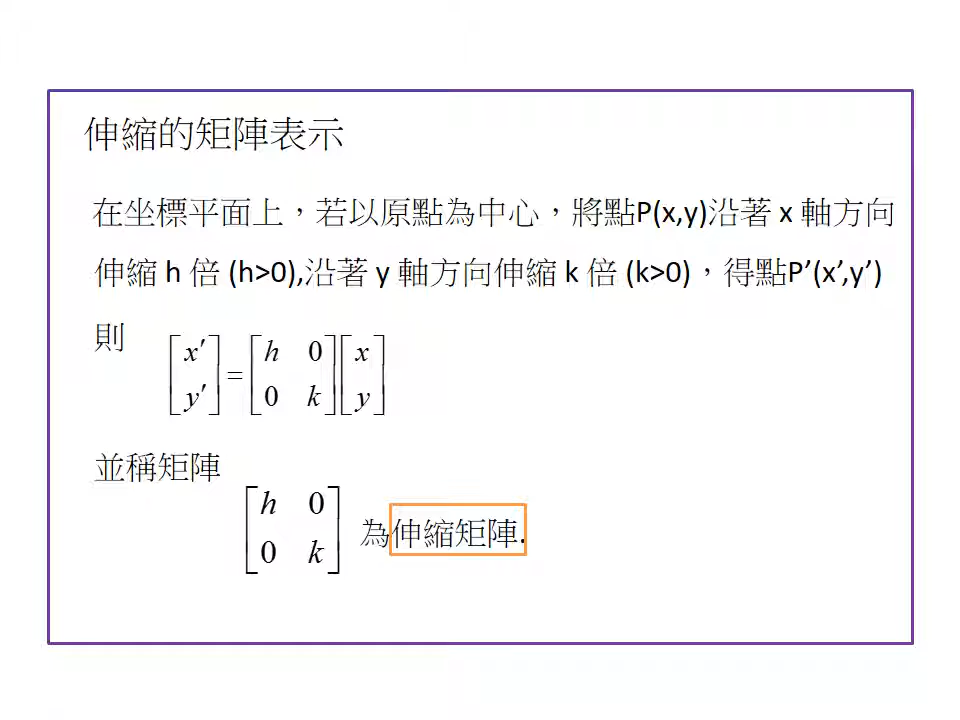 伸縮的矩陣表示
在坐標平面上，若以原點為中心，將點P(x,y)沿著 x 軸方向
伸縮 h 倍 (h>0),沿著 y 軸方向伸縮 k 倍 (k>0)，得點P’(x’,y’)
則 [x′ y′] = [h 0 0 k] [x y]
並稱矩陣
[h 0 0 k] 為伸縮矩陣.